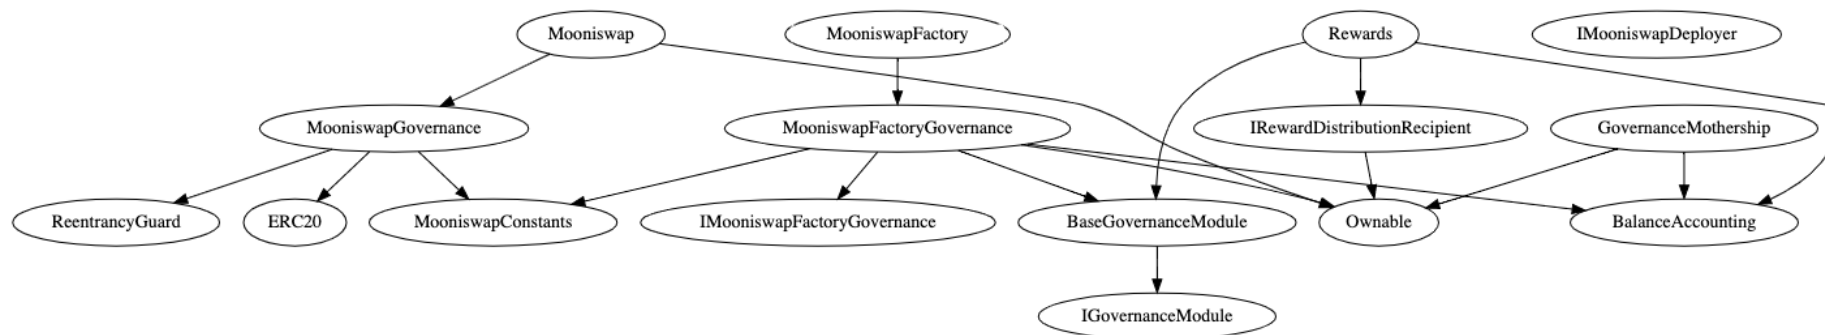 Mooniswap
MooniswapFactory
Rewards
IMooniswapDeployer
MooniswapGovernance
MooniswapFactoryGovernance
IRewardDistributionRecipient
GovernanceMothership
ReentrancyGuard
ERC20
MooniswapConstants
IMooniswapFactoryGovernance
BaseGovernanceModule
Ownable
BalanceAccounting
IGovernanceModule